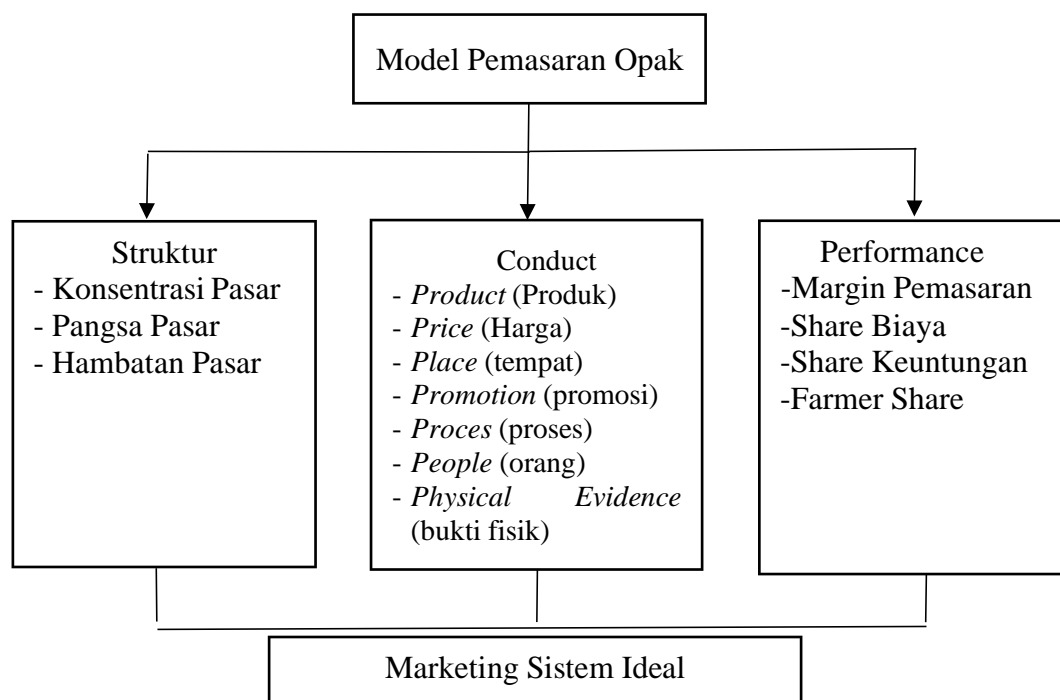 Model Pemasaran Opak
Struktur
- Konsentrasi Pasar
- Pangsa Pasar
- Hambatan Pasar
Conduct
- Product (Produk)
- Price (Harga)
- Place (tempat)
- Promotion (promosi)
- Proces (proses)
- People (orang)
- Physical Evidence
(bukti fisik)
Performance
-Margin Pemasaran
-Share Biaya
-Share Keuntungan
-Farmer Share
Marketing Sistem Ideal